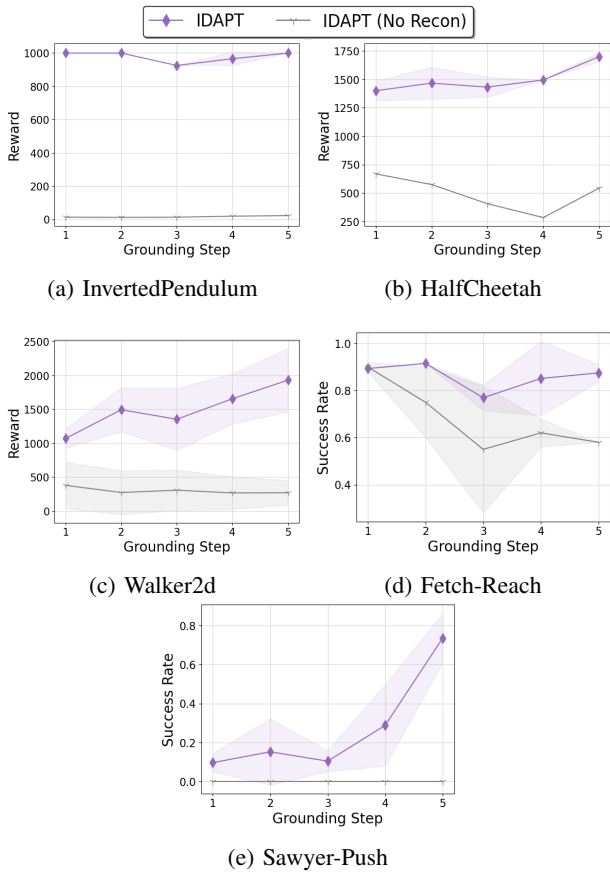 IDAPT IDAPT (No Recon)
1000
800
600
400
200
0
Reward
1 2 3 4 5
Grounding Step
(a) InvertedPendulum
1750
1500
1250
1000
750
500
250
Reward
1 2 3 4 5
Grounding Step
(b) HalfCheetah
2500
2000
1500
1000
500
0
Reward
1 2 3 4 5
Grounding Step
(c) Walker2d
1.0
0.8
0.6
0.4
Success Rate
1 2 3 4 5
Grounding Step
(d) Fetch-Reach
0.8
0.6
0.4
0.2
0.0
Success Rate
1 2 3 4 5
Grounding Step
(e) Sawyer-Push